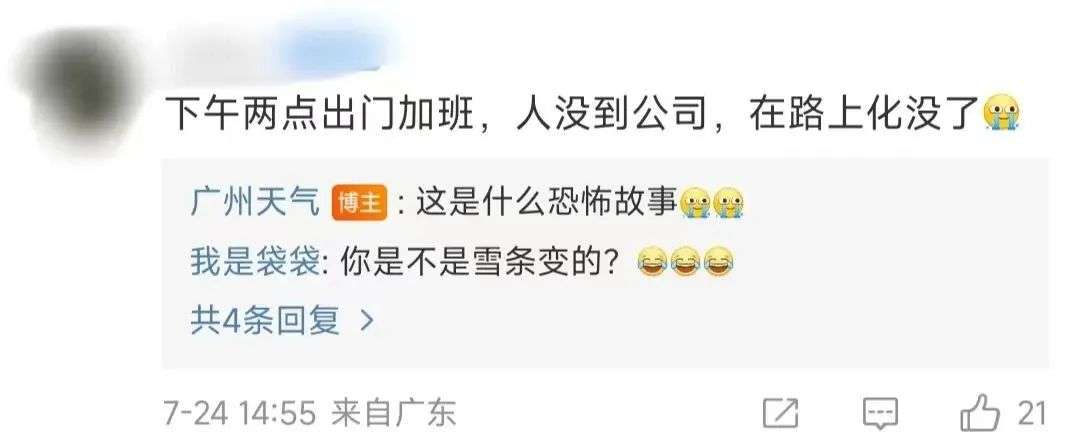 下午两点出门加班，人没到公司，在路上化没了😭
广州天气 博主：这是什么恐怖故事😭😭
我是袋袋: 你是不是雪条变的？😂😂😂
共4条回复 >
7-24 14:55 来自广东 21